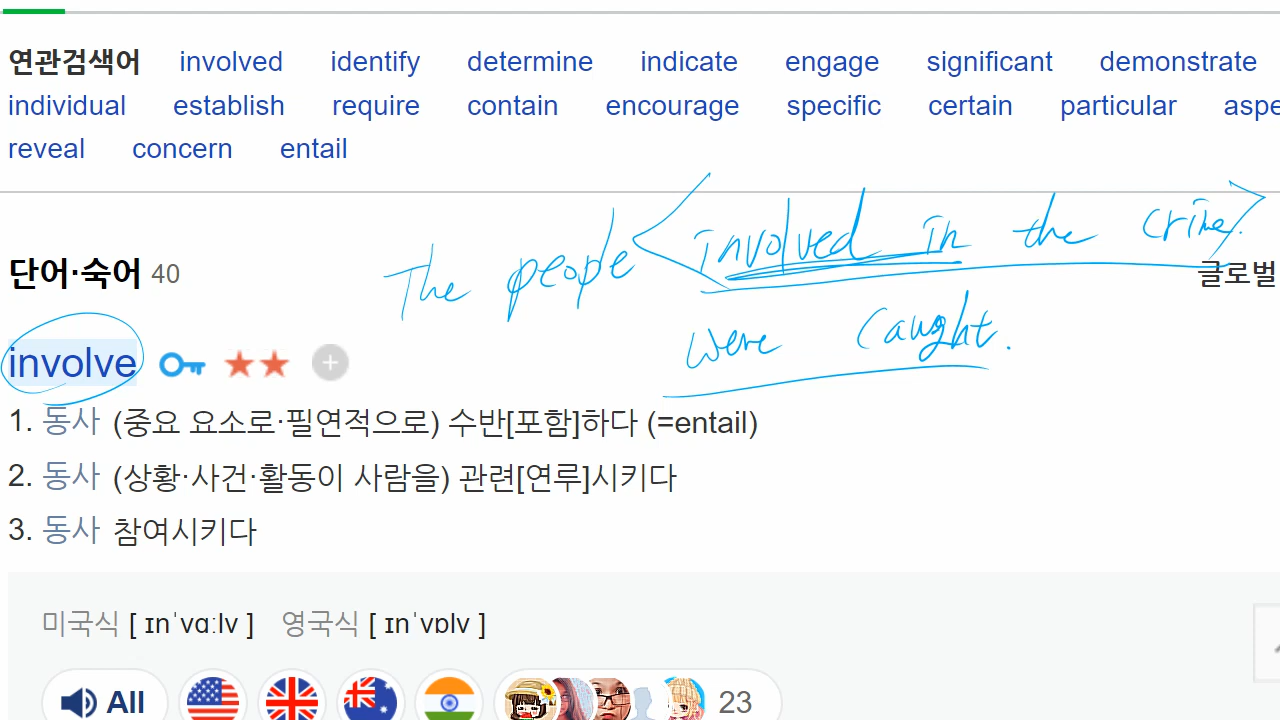 연관검색어 involved identify determine indicate engage significant demonstrate
individual establish require contain encourage specific certain particular aspe
reveal concern entail
The people <involved in the crime>.
단어·숙어 40
글로벌
were caught.
involve
1. 동사 (중요 요소로·필연적으로) 수반[포함]하다 (=entail)
2. 동사 (상황·사건·활동이 사람을) 관련[연루]시키다
3. 동사 참여시키다
미국식 [ ɪnˈvɑːlv ] 영국식 [ ɪnˈvɒlv ]
All 23